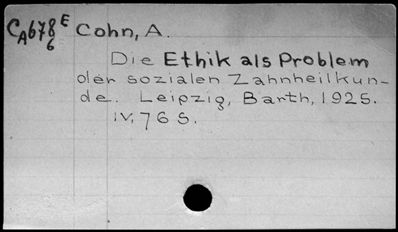 CA678E Cohn, A.
6
Die Ethik als Problem
der sozialen Zahnheilkun-
de. Leipzig, Barth, 1925.
IV, 76 S.